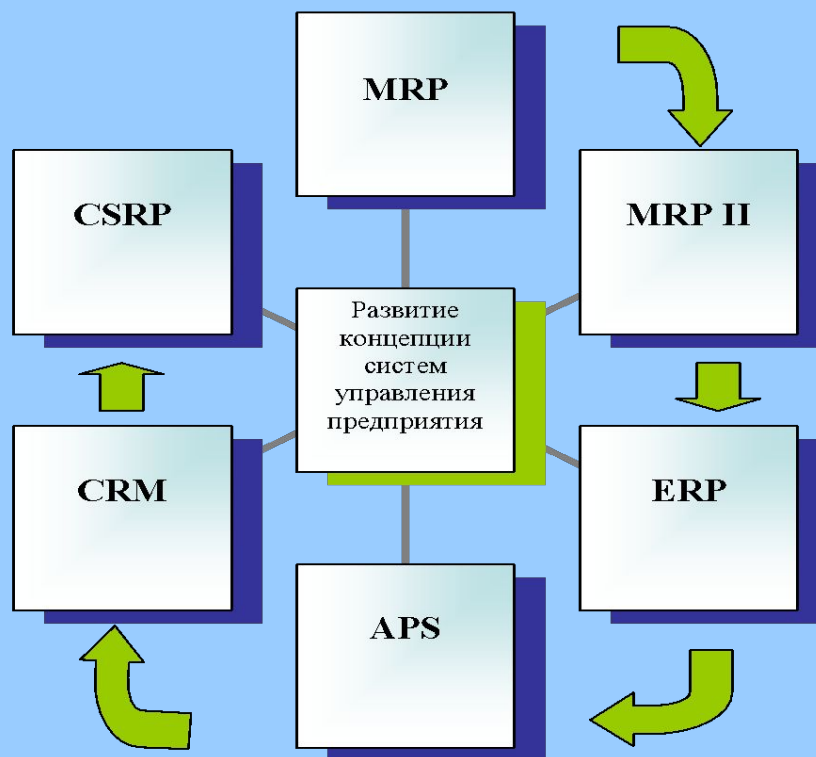 MRP
MRP II
ERP
APS
CRM
CSRP
Развитие
концепции
систем
управления
предприятия